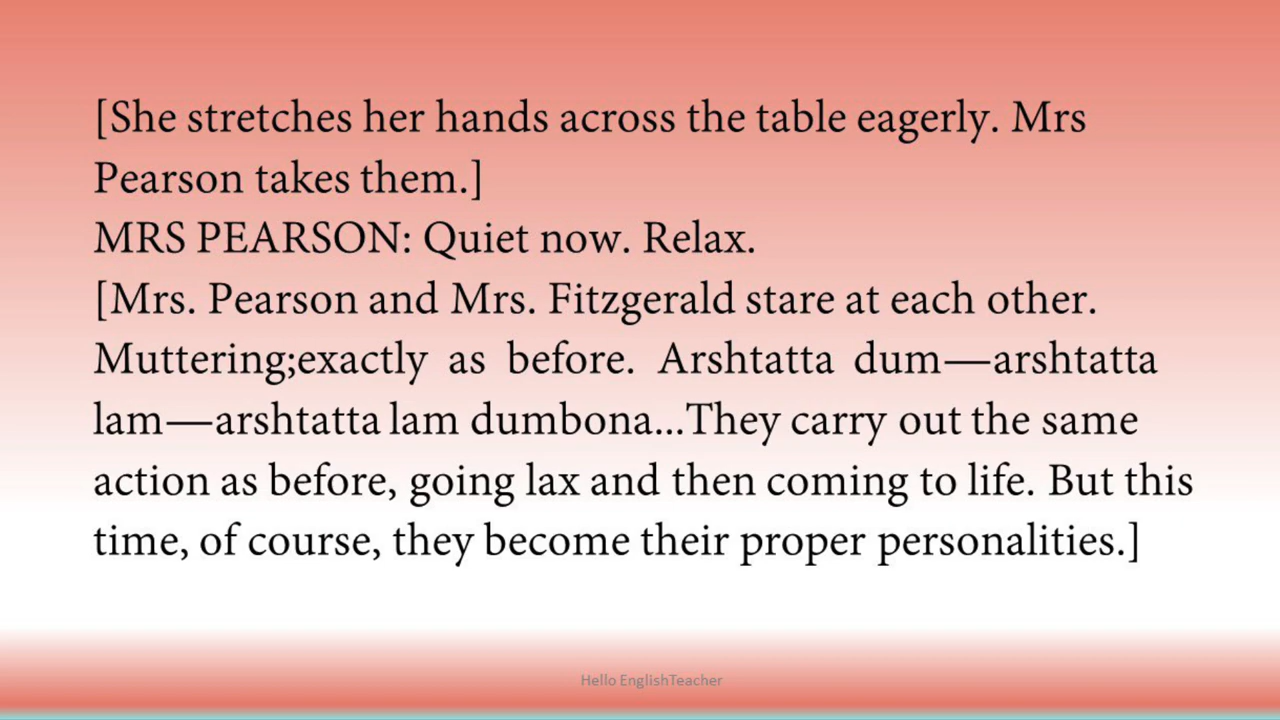 [She stretches her hands across the table eagerly. Mrs
Pearson takes them.]
MRS PEARSON: Quiet now. Relax.
[Mrs. Pearson and Mrs. Fitzgerald stare at each other.
Muttering;exactly as before. Arshtatta dum—arshtatta
lam—arshtatta lam dumbona...They carry out the same
action as before, going lax and then coming to life. But this
time, of course, they become their proper personalities.]
Hello EnglishTeacher